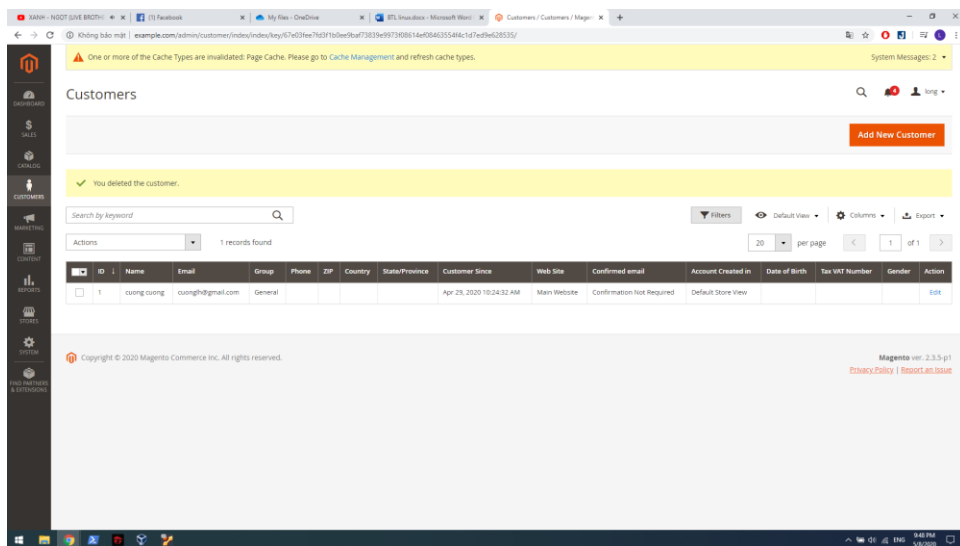 XANH - NGOT (LIVE BROTHE
(1) Facebook
My files - OneDrive
BTL linux.docx - Microsoft Word
Customers / Customers / Magen
Không bảo mật | example.com/admin/customer/index/index/key/67e03fee7fd3f1b0ee9baf73839e9973f08614ef08463554f4c1d7ed9e628535/
One or more of the Cache Types are invalidated: Page Cache. Please go to Cache Management and refresh cache types.
System Messages: 2
DASHBOARD
SALES
CATALOG
CUSTOMERS
MARKETING
CONTENT
REPORTS
STORES
SYSTEM
FIND PARTNERS
& EXTENSIONS
Customers
4
long
Add New Customer
You deleted the customer.
Search by keyword
Filters
Default View
Columns
Export
Actions
1 records found
20
per page
1
of 1
ID Name Email Group Phone ZIP Country State/Province Customer Since Web Site Confirmed email Account Created in Date of Birth Tax VAT Number Gender Action
1 cuong cuong cuonglh@gmail.com General Apr 29, 2020 10:24:32 AM Main Website Confirmation Not Required Default Store View Edit
Copyright © 2020 Magento Commerce Inc. All rights reserved.
Magento ver. 2.3.5-p1
Privacy Policy | Report an Issue
ENG
9:48 PM
5/8/2020